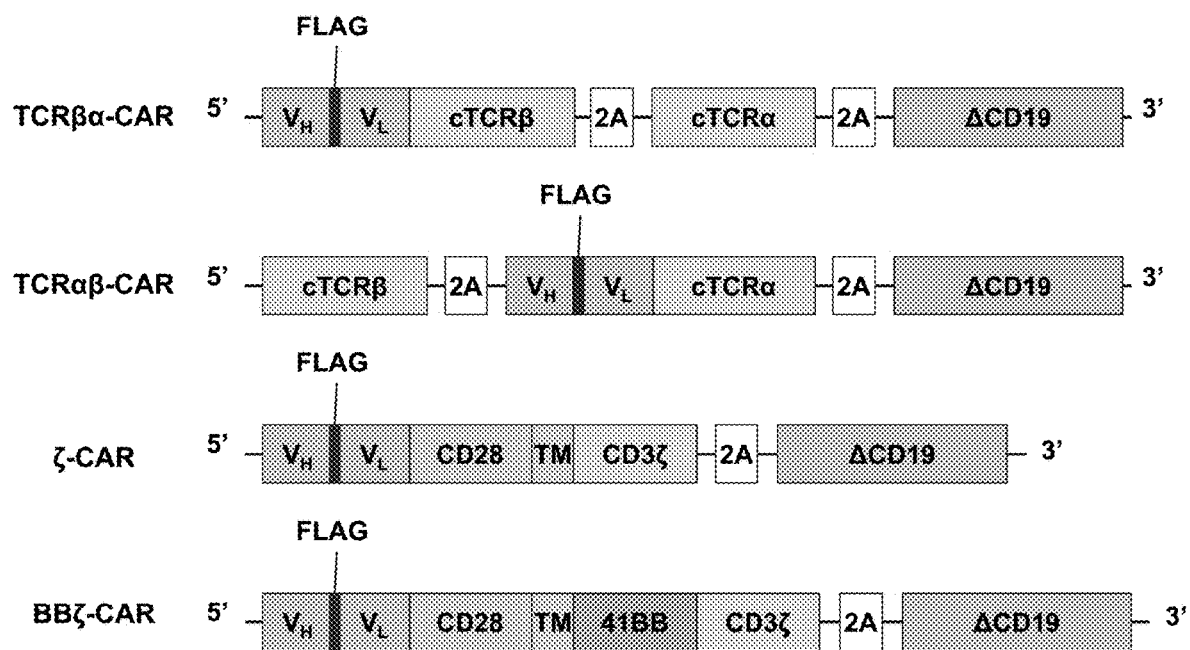 FLAG
TCRβα-CAR 5' V_H V_L cTCRβ 2A cTCRα 2A ΔCD19 3'
FLAG
TCRαβ-CAR 5' cTCRβ 2A V_H V_L cTCRα 2A ΔCD19 3'
FLAG
ζ-CAR 5' V_H V_L CD28 TM CD3ζ 2A ΔCD19 3'
FLAG
BBζ-CAR 5' V_H V_L CD28 TM 41BB CD3ζ 2A ΔCD19 3'